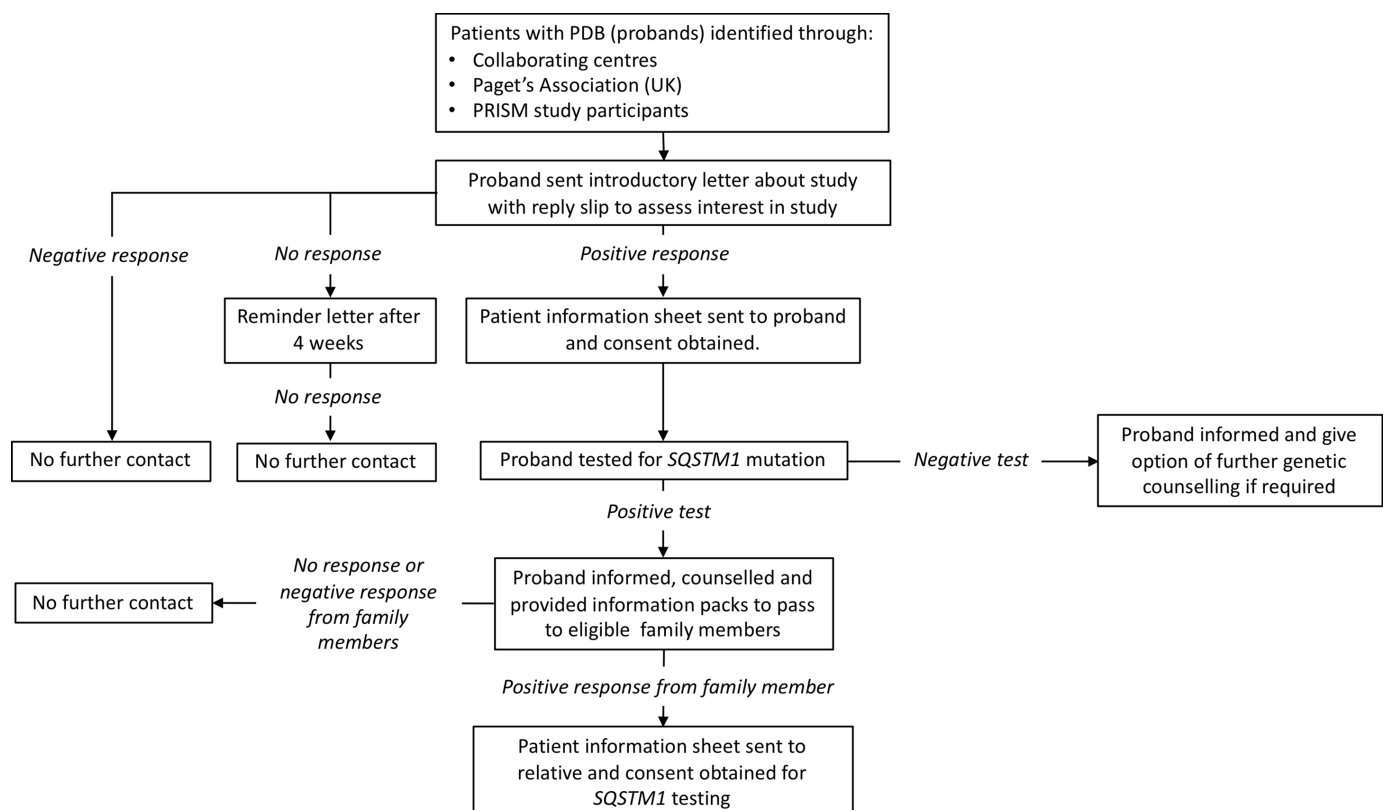 Patients with PDB (probands) identified through:
• Collaborating centres
• Paget's Association (UK)
• PRISM study participants
Proband sent introductory letter about study
with reply slip to assess interest in study
Negative response
No response
Positive response
Reminder letter after
4 weeks
Patient information sheet sent to proband
and consent obtained.
No response
No further contact
No further contact
Proband tested for SQSTM1 mutation
Negative test
Proband informed and give
option of further genetic
counselling if required
Positive test
No response or
negative response
from family
members
No further contact
Proband informed, counselled and
provided information packs to pass
to eligible family members
Positive response from family member
Patient information sheet sent to
relative and consent obtained for
SQSTM1 testing